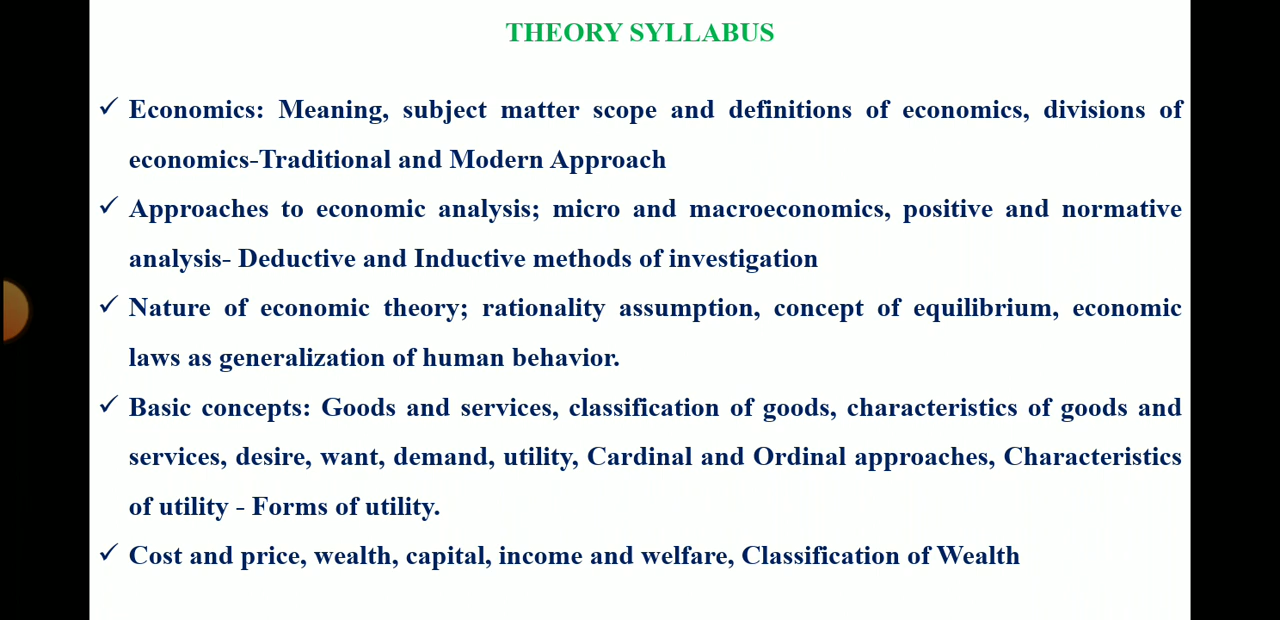 THEORY SYLLABUS
✓ Economics: Meaning, subject matter scope and definitions of economics, divisions of
economics-Traditional and Modern Approach
✓ Approaches to economic analysis; micro and macroeconomics, positive and normative
analysis- Deductive and Inductive methods of investigation
✓ Nature of economic theory; rationality assumption, concept of equilibrium, economic
laws as generalization of human behavior.
✓ Basic concepts: Goods and services, classification of goods, characteristics of goods and
services, desire, want, demand, utility, Cardinal and Ordinal approaches, Characteristics
of utility - Forms of utility.
✓ Cost and price, wealth, capital, income and welfare, Classification of Wealth